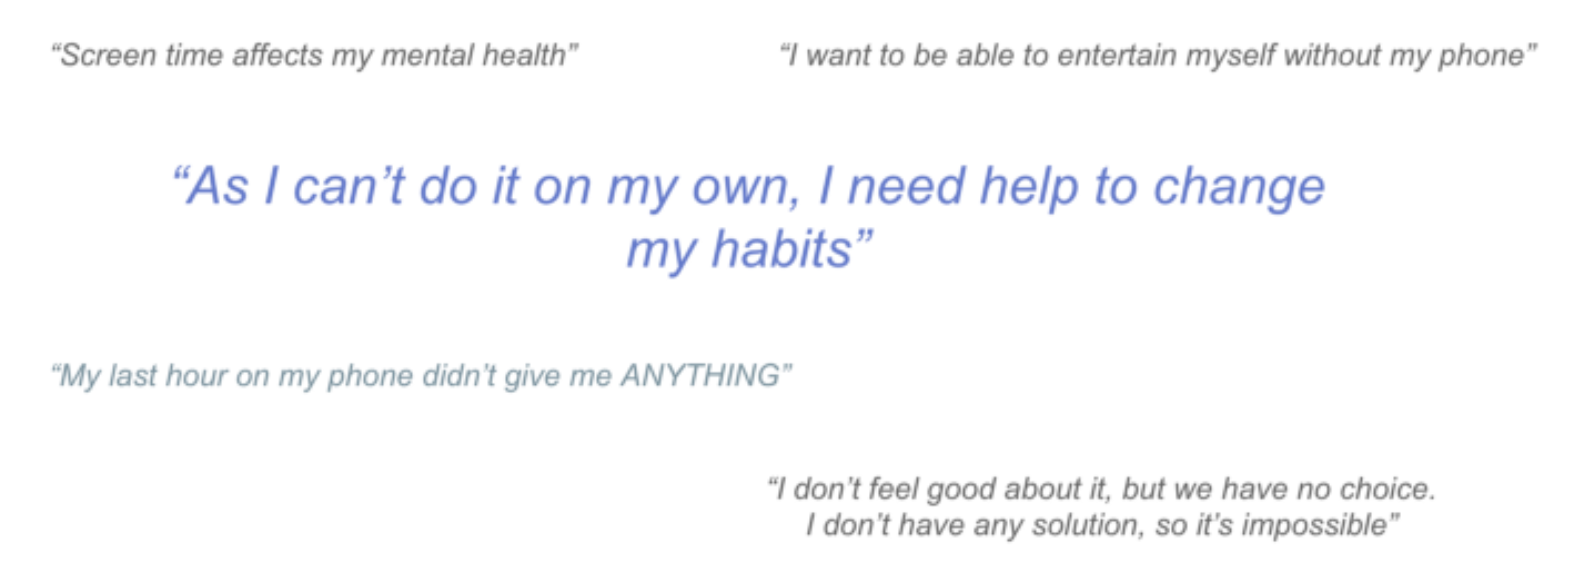 “Screen time affects my mental health”
“I want to be able to entertain myself without my phone”
“As I can’t do it on my own, I need help to change
my habits”
“My last hour on my phone didn’t give me ANYTHING”
“I don’t feel good about it, but we have no choice.
I don’t have any solution, so it’s impossible”